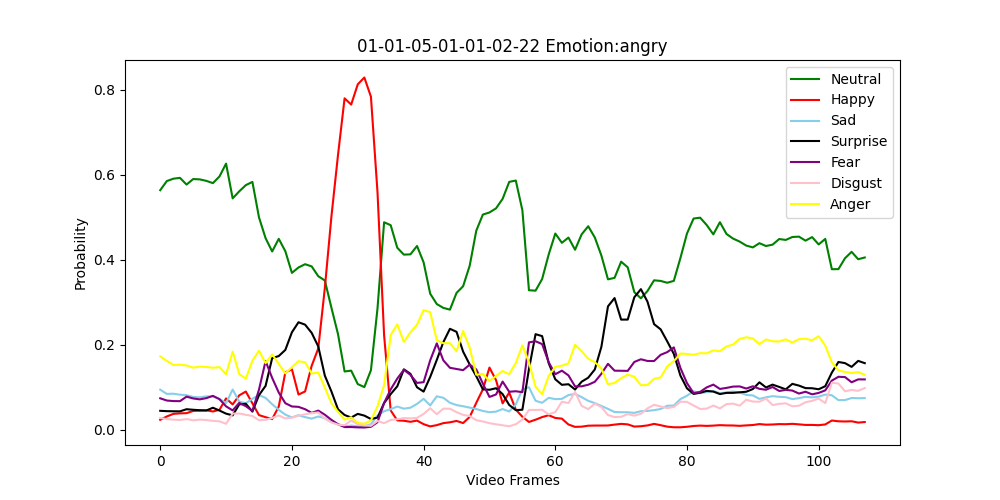 01-01-05-01-01-02-22 Emotion:angry
Probability
0.8
0.6
0.4
0.2
0.0
0
20
40
60
80
100
Video Frames
Neutral
Happy
Sad
Surprise
Fear
Disgust
Anger